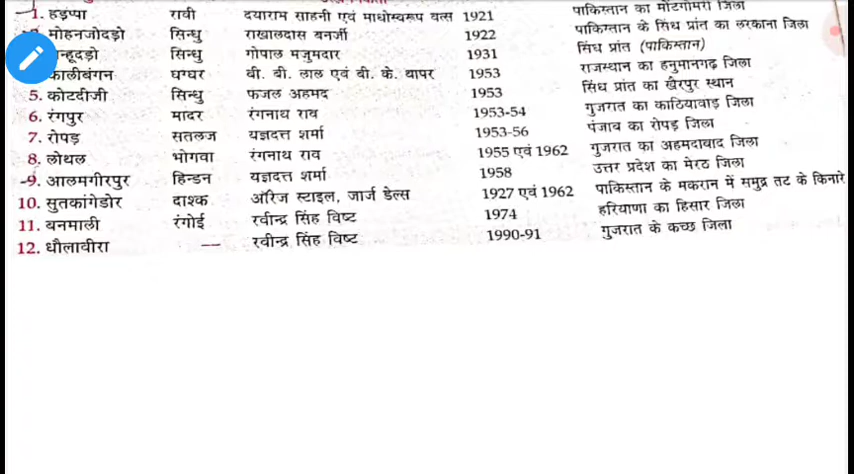 1. हड़प्पा रावी दयाराम साहनी एवं माधोस्वरूप वत्स 1921 पाकिस्तान का मोंटगोमरी जिला
मोहनजोदड़ो सिन्धु राखालदास बनर्जी 1922 पाकिस्तान के सिंध प्रांत का लरकाना जिला
न्हूदड़ो सिन्धु गोपाल मजुमदार 1931 सिंध प्रांत (पाकिस्तान)
कालीबंगन घग्घर बी. बी. लाल एवं बी. के. थापर 1953 राजस्थान का हनुमानगढ़ जिला
5. कोटदीजी सिन्धु फजल अहमद 1953 सिंध प्रांत का खैरपुर स्थान
6. रंगपुर मादर रंगनाथ राव 1953-54 गुजरात का काठियावाड़ जिला
7. रोपड़ सतलज यज्ञदत्त शर्मा 1953-56 पंजाब का रोपड़ जिला
8. लोथल भोगवा रंगनाथ राव 1955 एवं 1962 गुजरात का अहमदाबाद जिला
9. आलमगीरपुर हिन्डन यज्ञदत्त शर्मा 1958 उत्तर प्रदेश का मेरठ जिला
10. सुतकांगेडोर दाश्क ऑरेज स्टाइल, जार्ज डेल्स 1927 एवं 1962 पाकिस्तान के मकरान में समुद्र तट के किनारे
11. बनमाली रंगोई रवीन्द्र सिंह विष्ट 1974 हरियाणा का हिसार जिला
12. धौलावीरा — रवीन्द्र सिंह विष्ट 1990-91 गुजरात के कच्छ जिला